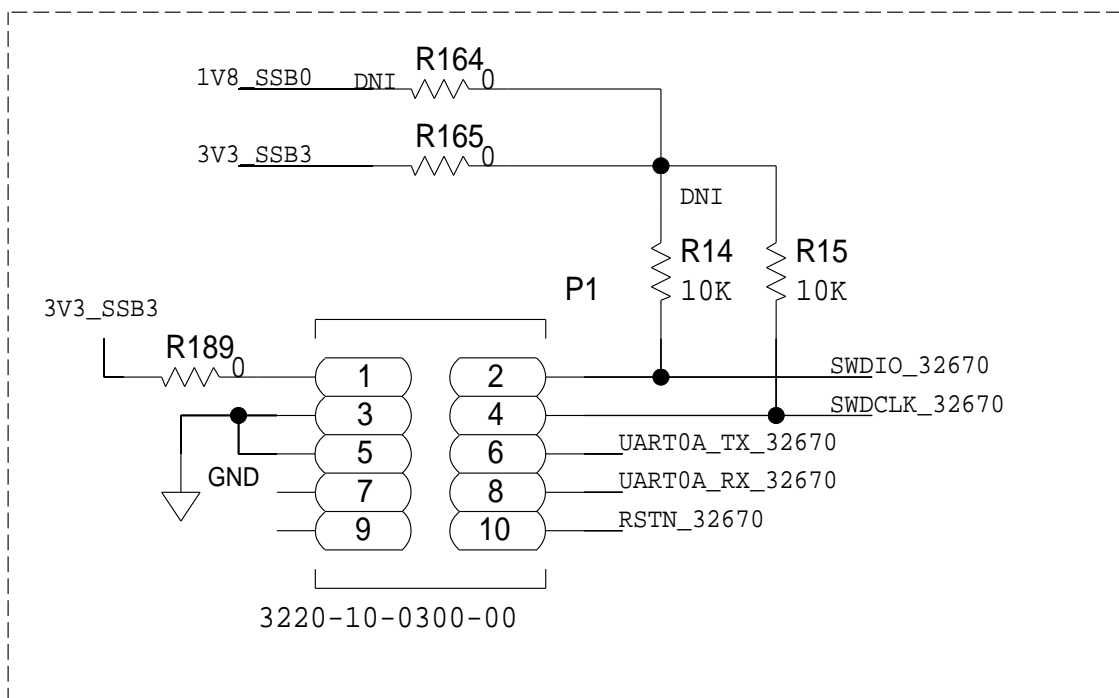 R164
1V8_SSB0 DNI 0
R165
3V3_SSB3 0
DNI
R14 R15
10K 10K
P1
3V3_SSB3
R189
0
1 2 SWDIO_32670
3 4 SWDCLK_32670
5 6 UART0A_TX_32670
GND
7 8 UART0A_RX_32670
9 10 RSTN_32670
3220-10-0300-00